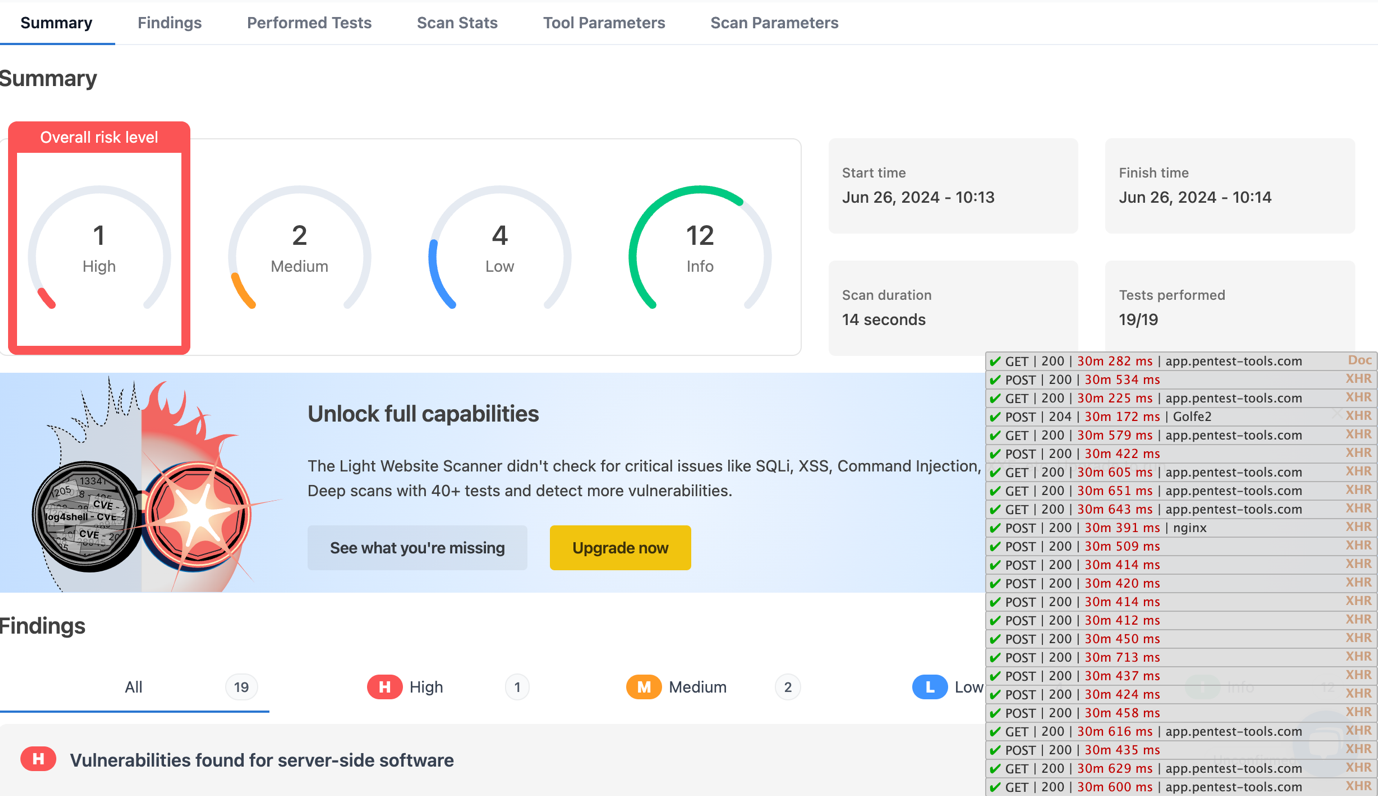 Summary Findings Performed Tests Scan Stats Tool Parameters Scan Parameters
Summary
Overall risk level
1
High
2
Medium
4
Low
12
Info
Start time
Jun 26, 2024 - 10:13
Finish time
Jun 26, 2024 - 10:14
Scan duration
14 seconds
Tests performed
19/19
Unlock full capabilities
The Light Website Scanner didn't check for critical issues like SQLi, XSS, Command Injection,
Deep scans with 40+ tests and detect more vulnerabilities.
See what you're missing
Upgrade now
log4shell - CVE
CVE -
CVE -
Findings
All 19
H High 1
M Medium 2
L Low
Info 12
H Vulnerabilities found for server-side software
✔ GET | 200 | 30m 282 ms | app.pentest-tools.com Doc
✔ POST | 200 | 30m 534 ms XHR
✔ GET | 200 | 30m 225 ms | app.pentest-tools.com XHR
✔ POST | 204 | 30m 172 ms | Golfe2 XHR
✔ GET | 200 | 30m 579 ms | app.pentest-tools.com XHR
✔ POST | 200 | 30m 422 ms XHR
✔ GET | 200 | 30m 605 ms | app.pentest-tools.com XHR
✔ GET | 200 | 30m 651 ms | app.pentest-tools.com XHR
✔ GET | 200 | 30m 643 ms | app.pentest-tools.com XHR
✔ POST | 200 | 30m 391 ms | nginx XHR
✔ POST | 200 | 30m 509 ms XHR
✔ POST | 200 | 30m 414 ms XHR
✔ POST | 200 | 30m 420 ms XHR
✔ POST | 200 | 30m 414 ms XHR
✔ POST | 200 | 30m 412 ms XHR
✔ POST | 200 | 30m 450 ms XHR
✔ POST | 200 | 30m 713 ms XHR
✔ POST | 200 | 30m 437 ms XHR
✔ POST | 200 | 30m 424 ms XHR
✔ POST | 200 | 30m 458 ms XHR
✔ GET | 200 | 30m 616 ms | app.pentest-tools.com XHR
✔ POST | 200 | 30m 435 ms XHR
✔ GET | 200 | 30m 629 ms | app.pentest-tools.com XHR
✔ GET | 200 | 30m 600 ms | app.pentest-tools.com XHR